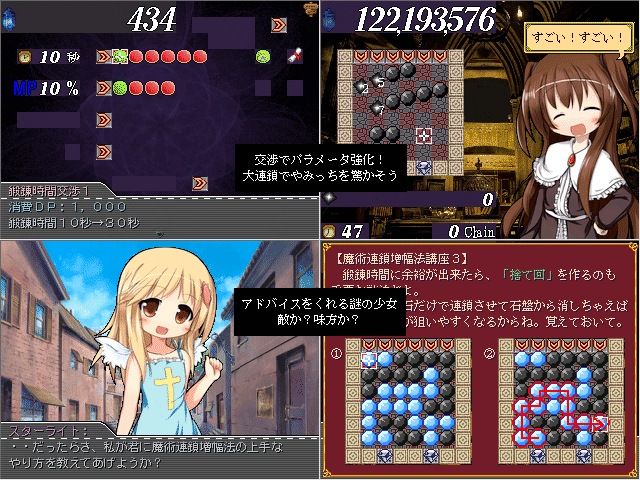 434
10 秒
MP 10 %
鍛錬時間交渉1
消費DP:1,000
鍛錬時間10秒→30秒
122,193,576
すごい!すごい!
2
5
7
0
47
0 Chain
交渉でパラメータ強化!
大連鎖でやみっちを驚かそう
スターライト:
・・だったらさ、私が君に魔術連鎖増幅法の上手な
やり方を教えてあげようか?
アドバイスをくれる謎の少女
敵か?味方か?
【魔術連鎖増幅法講座3】
鍛錬時間に余裕が出来たら、「捨て回」を作るのも
石だけで連鎖させて石盤から消しちゃえば
が狙いやすくなるからね。覚えておいて。
①
②